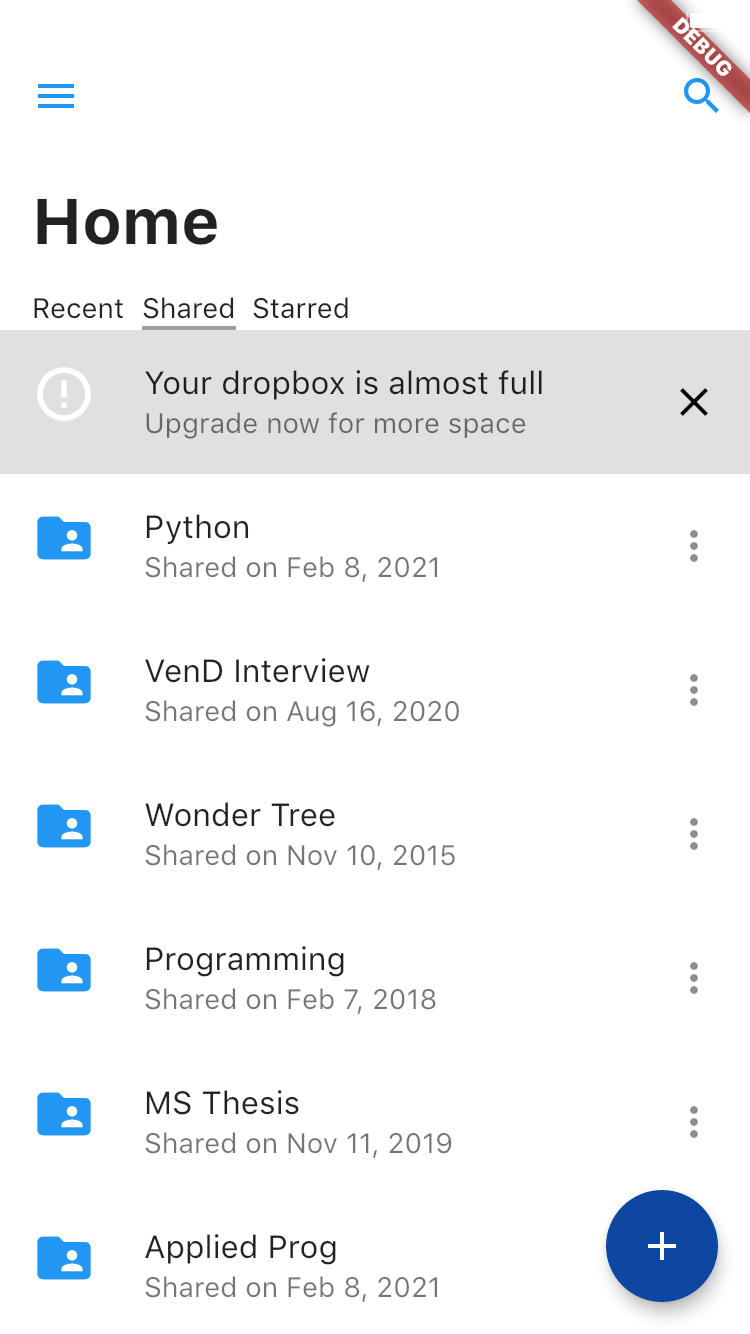 DEBUG
Home
Recent Shared Starred
Your dropbox is almost full
Upgrade now for more space
Python
Shared on Feb 8, 2021
VenD Interview
Shared on Aug 16, 2020
Wonder Tree
Shared on Nov 10, 2015
Programming
Shared on Feb 7, 2018
MS Thesis
Shared on Nov 11, 2019
Applied Prog
Shared on Feb 8, 2021